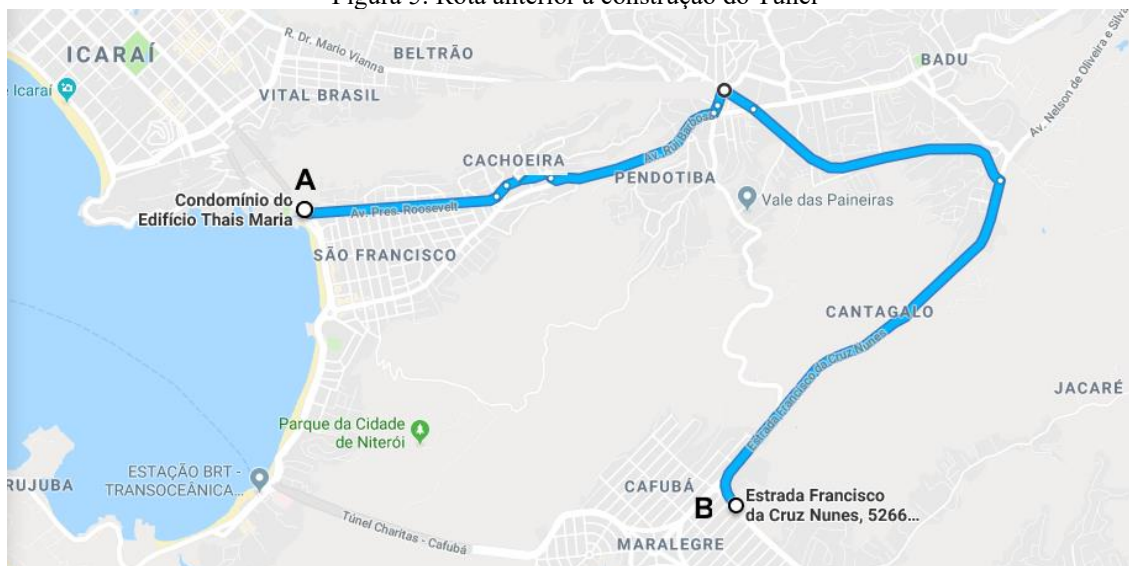 Figura 5: Rota anterior à construção do Túnel
ICARAÍ
R. Dr. Mario Vianna
BELTRÃO
BADU
Av. Nelson de Oliveira e Silva
e Icaraí
VITAL BRASIL
CACHOEIRA
Av. Rui Barbosa
PENDOTIBA
Vale das Paineiras
A
Condomínio do
Edifício Thais Maria
Av. Pres. Roosevelt
SÃO FRANCISCO
CANTAGALO
Estrada Francisco da Cruz Nunes
JACARÉ
Parque da Cidade
de Niterói
ESTAÇÃO BRT -
TRANSOCEÂNICA...
RUJUBA
CAFUBÁ
B
Estrada Francisco
da Cruz Nunes, 5266...
Túnel Charitas - Cafubá
MARALEGRE